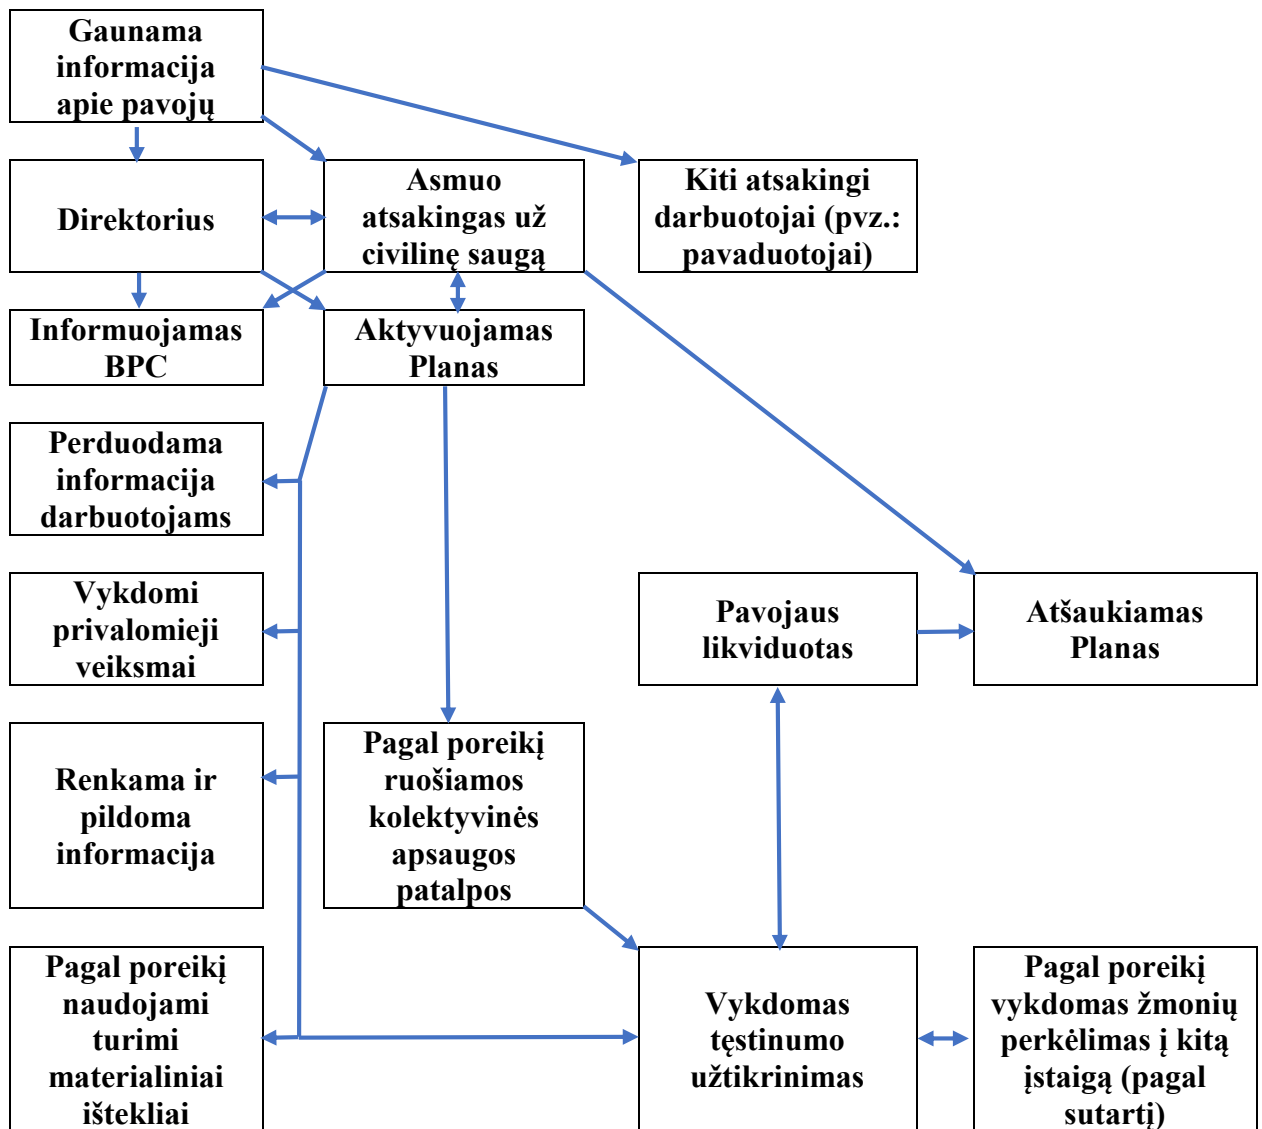 Gaunama
informacija
apie pavojų
Direktorius
Asmuo
atsakingas už
civilinę saugą
Kiti atsakingi
darbuotojai (pvz.:
pavaduotojai)
Informuojamas
BPC
Aktyvuojamas
Planas
Perduodama
informacija
darbuotojams
Vykdomi
privalomieji
veiksmai
Pavojaus
likviduotas
Atšaukiamas
Planas
Renkama ir
pildoma
informacija
Pagal poreikį
ruošiamos
kolektyvinės
apsaugos
patalpos
Pagal poreikį
naudojami
turimi
materialiniai
ištekliai
Vykdomas
tęstinumo
užtikrinimas
Pagal poreikį
vykdomas žmonių
perkėlimas į kitą
įstaigą (pagal
sutartį)